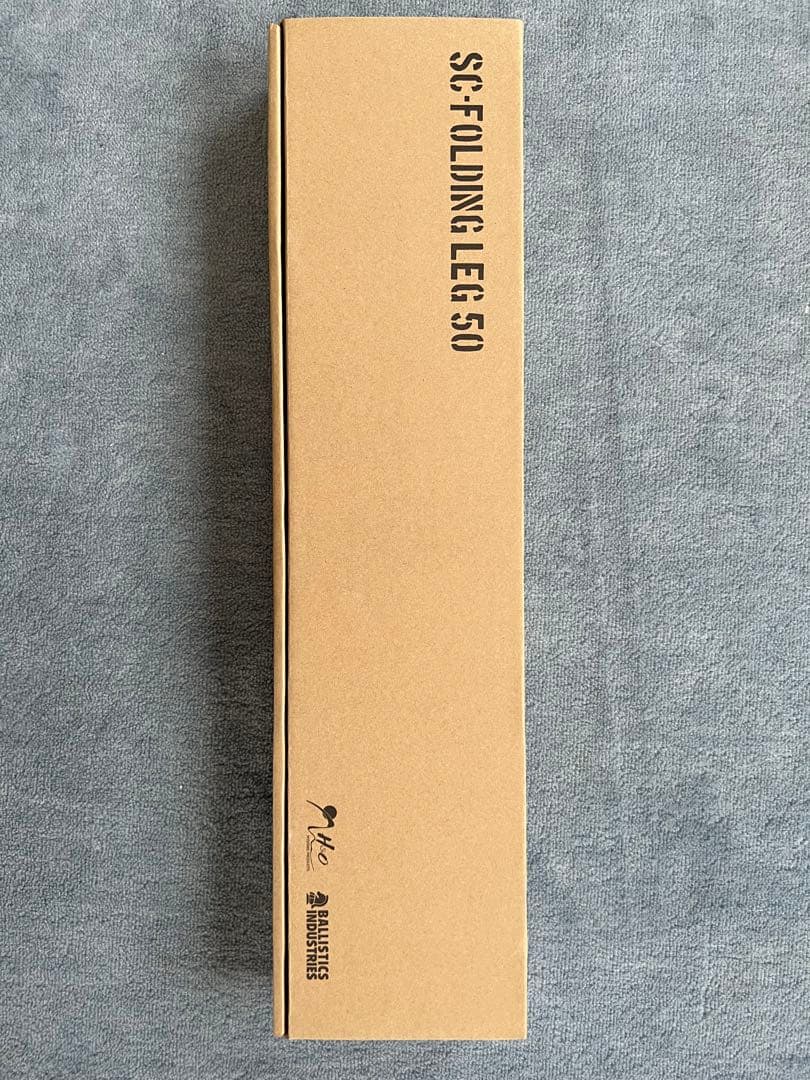 SC-FOLDING LEG 50
H&O
BALLISTICS
INDUSTRIES